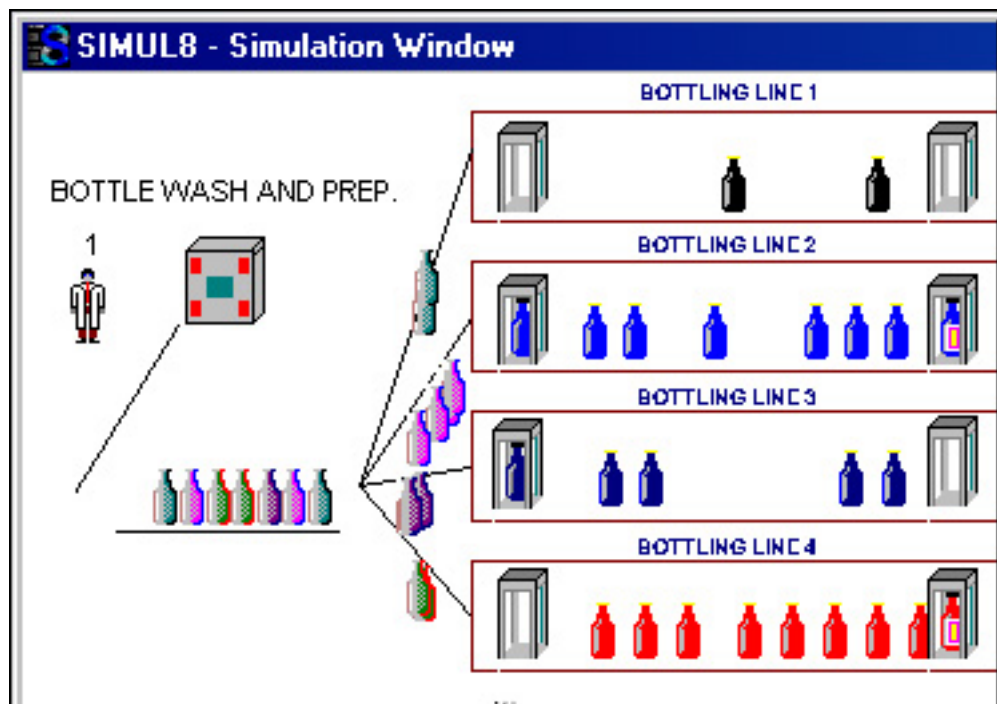 SIMUL8 - Simulation Window
BOTTLING LINE 1
BOTTLE WASH AND PREP.
1
BOTTLING LINE 2
BOTTLING LINE 3
BOTTLING LINE 4